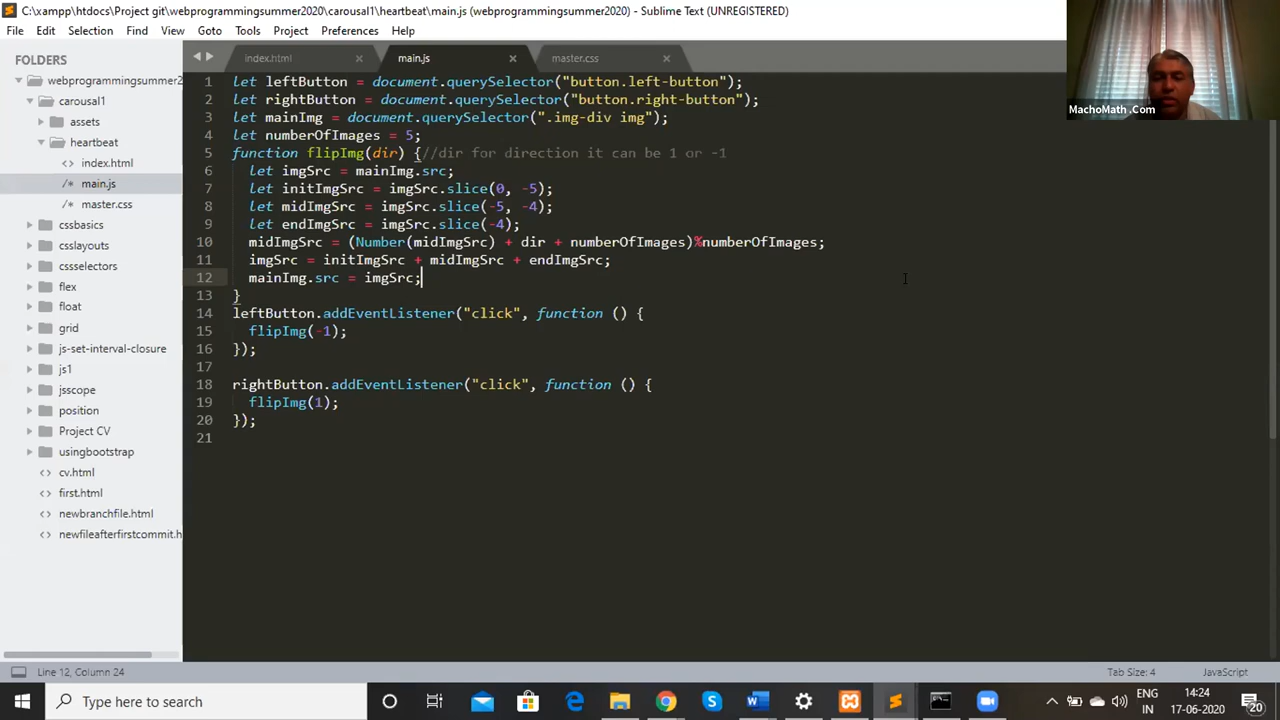 C:\xampp\htdocs\Project git\webprogrammingsummer2020\carousal1\heartbeat\main.js (webprogrammingsummer2020) - Sublime Text (UNREGISTERED)
File Edit Selection Find View Goto Tools Project Preferences Help
MachoMath .Com
FOLDERS
webprogrammingsummer2
carousal1
assets
heartbeat
index.html
main.js
master.css
cssbasics
csslayouts
cssselectors
flex
float
grid
js-set-interval-closure
js1
jsscope
position
Project CV
usingbootstrap
cv.html
first.html
newbranchfile.html
newfileafterfirstcommit.h
index.html main.js master.css
1 let leftButton = document.querySelector("button.left-button");
2 let rightButton = document.querySelector("button.right-button");
3 let mainImg = document.querySelector(".img-div img");
4 let numberOfImages = 5;
5 function flipImg(dir) {//dir for direction it can be 1 or -1
6 let imgSrc = mainImg.src;
7 let initImgSrc = imgSrc.slice(0, -5);
8 let midImgSrc = imgSrc.slice(-5, -4);
9 let endImgSrc = imgSrc.slice(-4);
10 midImgSrc = (Number(midImgSrc) + dir + numberOfImages)%numberOfImages;
11 imgSrc = initImgSrc + midImgSrc + endImgSrc;
12 mainImg.src = imgSrc;
13 }
14 leftButton.addEventListener("click", function () {
15 flipImg(-1);
16 });
17
18 rightButton.addEventListener("click", function () {
19 flipImg(1);
20 });
21
Line 12, Column 24 Tab Size: 4 JavaScript
Type here to search
ENG
IN
14:24
17-06-2020
20